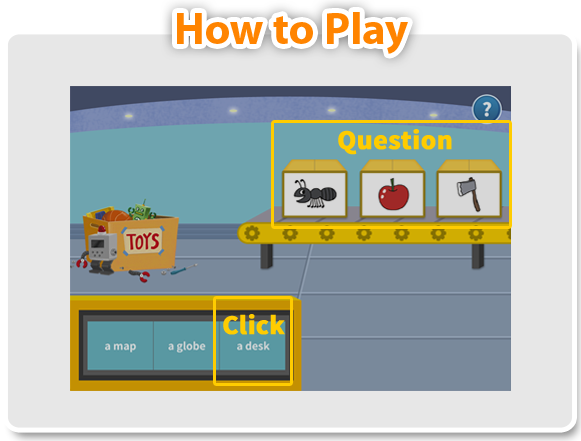 How to Play
?
Question
TOYS
Click
a map
a globe
a desk